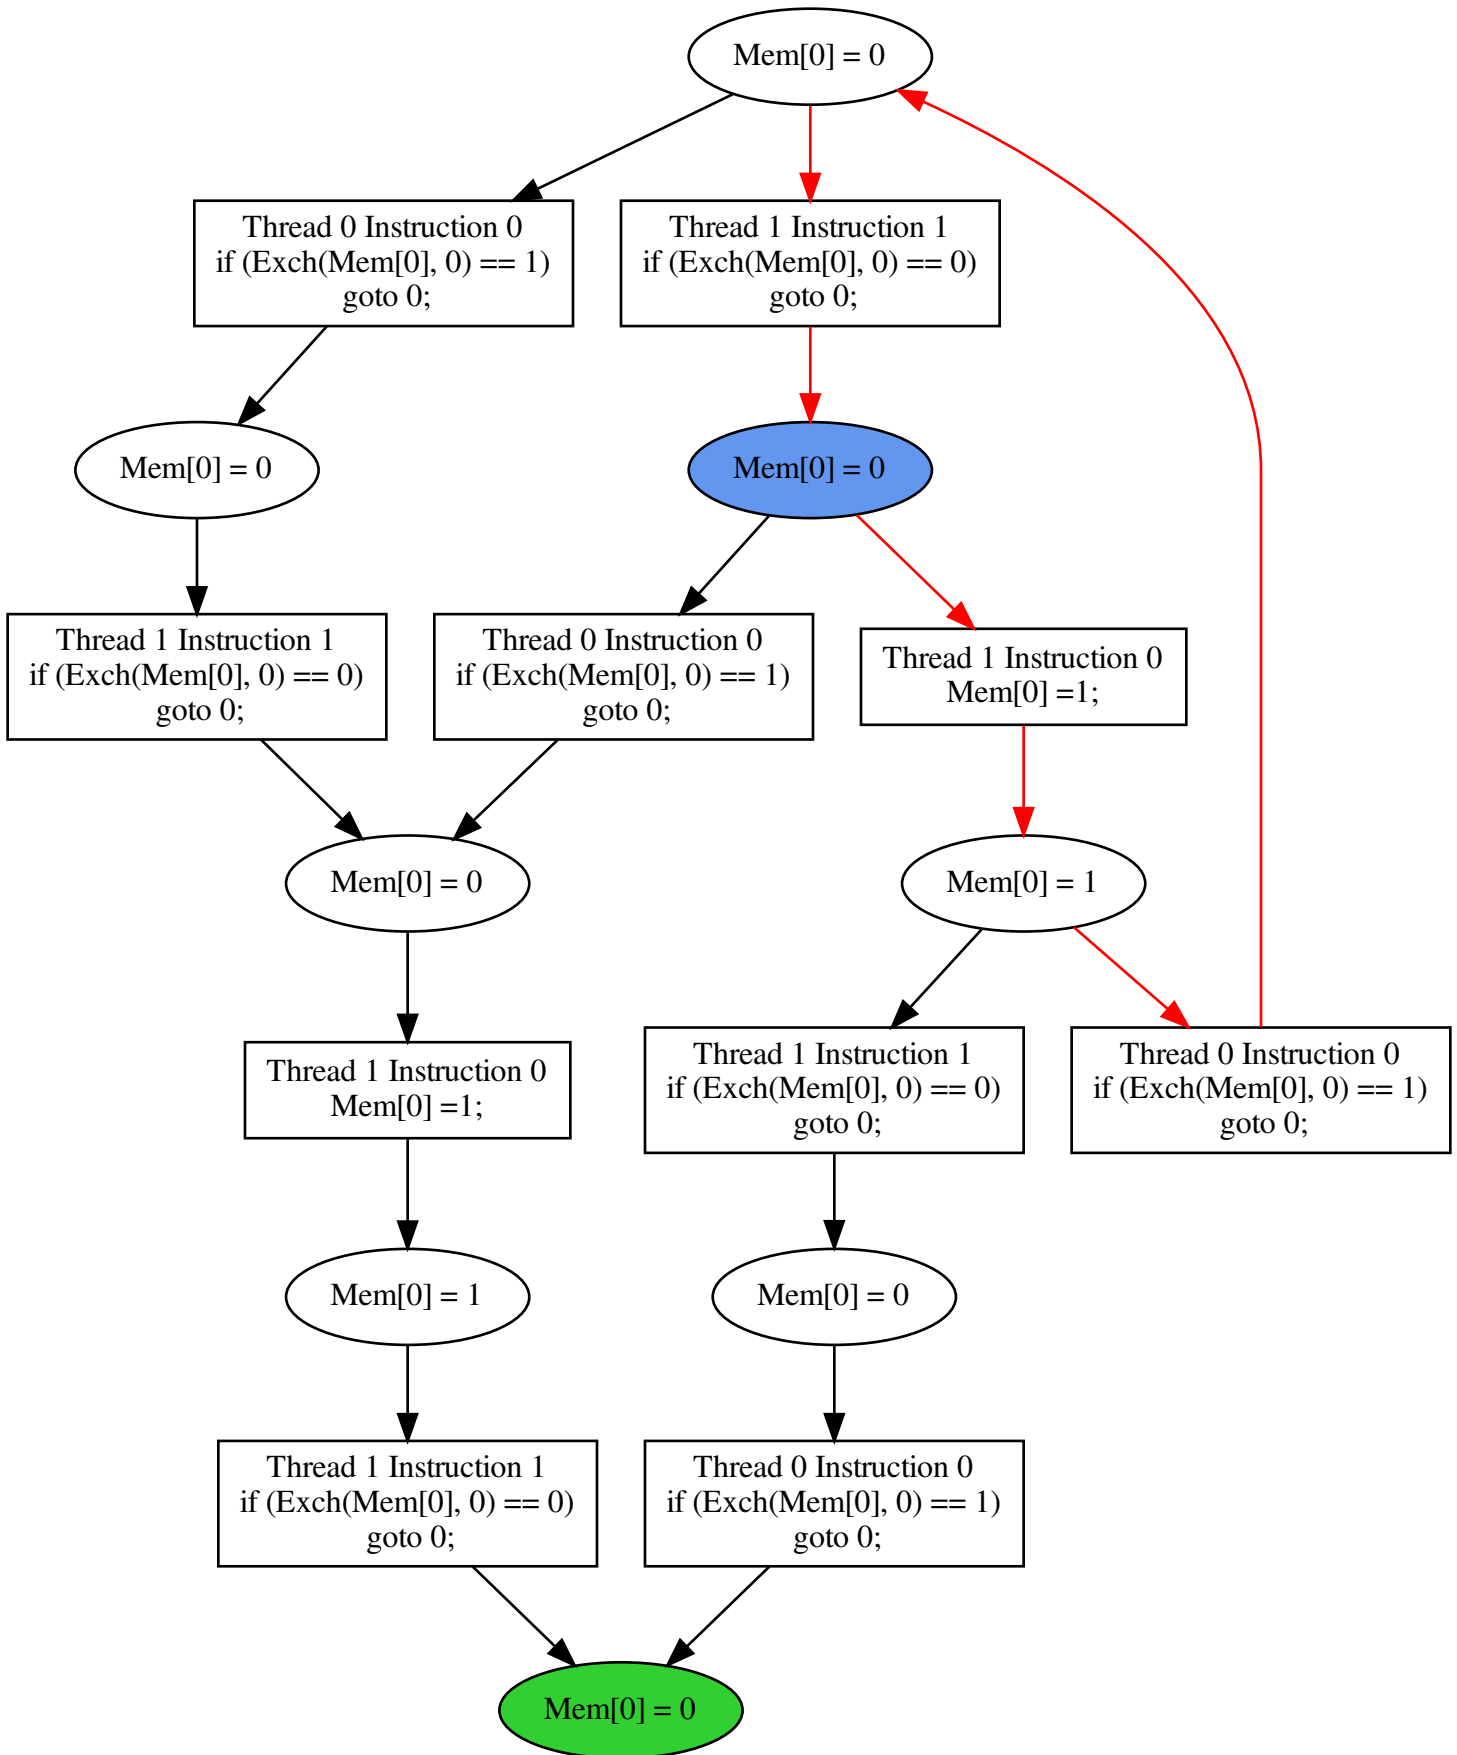 Mem[0] = 0
Thread 0 Instruction 0
if (Exch(Mem[0], 0) == 1)
goto 0;
Thread 1 Instruction 1
if (Exch(Mem[0], 0) == 0)
goto 0;
Mem[0] = 0
Mem[0] = 0
Thread 1 Instruction 1
if (Exch(Mem[0], 0) == 0)
goto 0;
Thread 0 Instruction 0
if (Exch(Mem[0], 0) == 1)
goto 0;
Thread 1 Instruction 0
Mem[0] =1;
Mem[0] = 0
Mem[0] = 1
Thread 1 Instruction 0
Mem[0] =1;
Thread 1 Instruction 1
if (Exch(Mem[0], 0) == 0)
goto 0;
Thread 0 Instruction 0
if (Exch(Mem[0], 0) == 1)
goto 0;
Mem[0] = 1
Mem[0] = 0
Thread 1 Instruction 1
if (Exch(Mem[0], 0) == 0)
goto 0;
Thread 0 Instruction 0
if (Exch(Mem[0], 0) == 1)
goto 0;
Mem[0] = 0